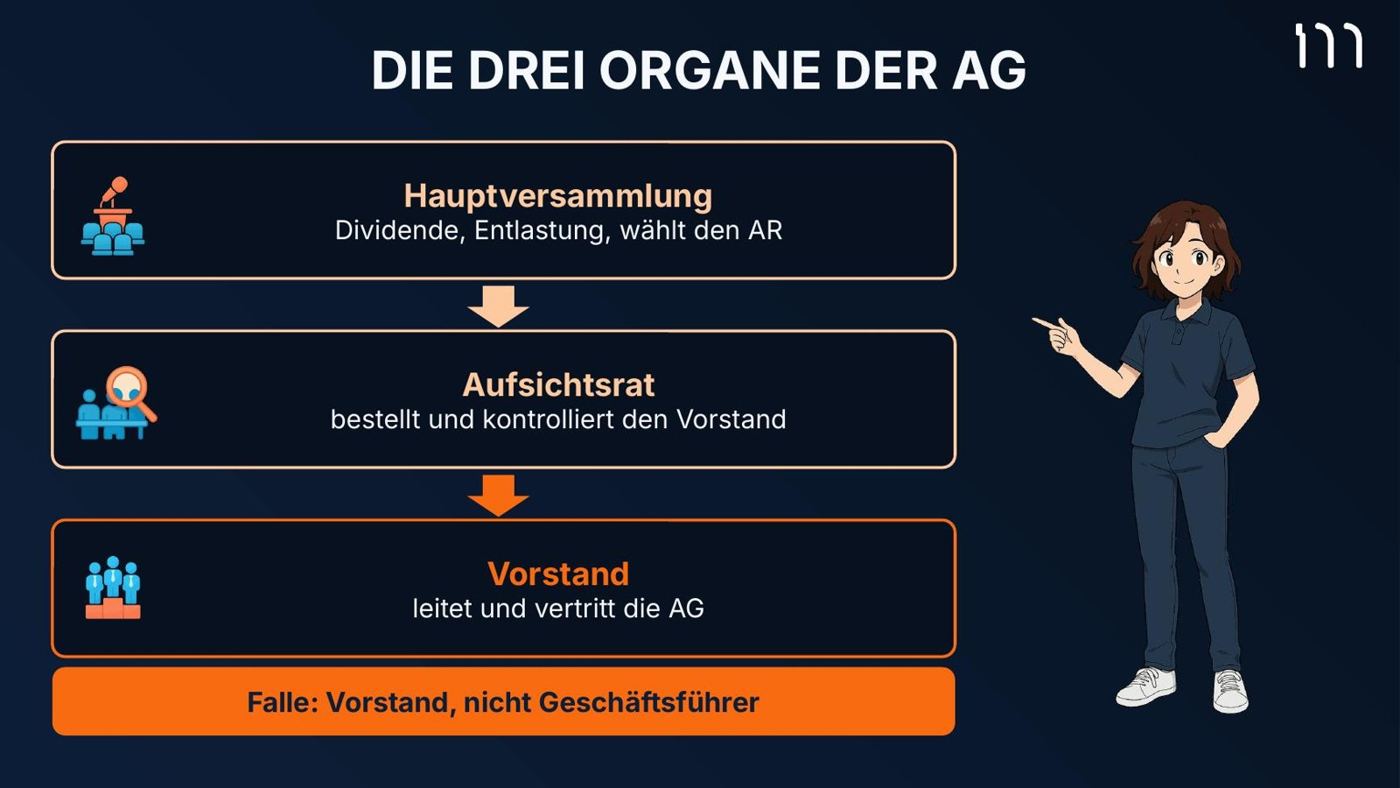 DIE DREI ORGANE DER AG
Hauptversammlung
Dividende, Entlastung, wählt den AR
Aufsichtsrat
bestellt und kontrolliert den Vorstand
Vorstand
leitet und vertritt die AG
Falle: Vorstand, nicht Geschäftsführer